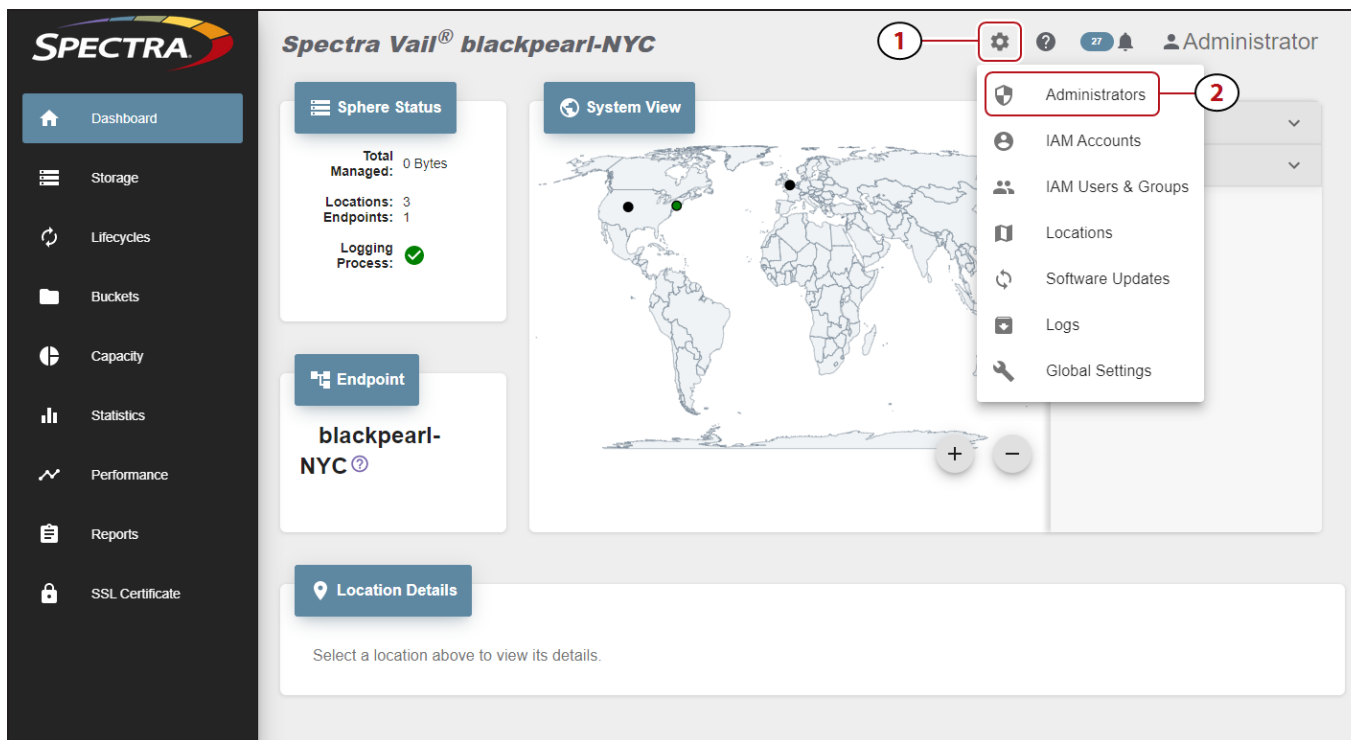 SPECTRA
Spectra Vail® blackpearl-NYC
1
27
Administrator
Dashboard
Storage
Lifecycles
Buckets
Capacity
Statistics
Performance
Reports
SSL Certificate
Sphere Status
Total Managed: 0 Bytes
Locations: 3
Endpoints: 1
Logging Process:
System View
Administrators
2
IAM Accounts
IAM Users & Groups
Locations
Software Updates
Logs
Global Settings
+
−
Endpoint
blackpearl-
NYC
Location Details
Select a location above to view its details.